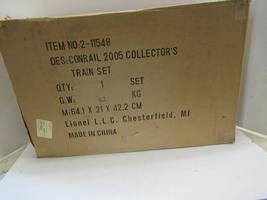 ITEM NO:2-11548
DES:CONRAIL 2005 COLLECTOR'S
TRAIN SET
QTY: 1 SET
G.W: KG
M:64.1 X 21 X 42.2 CM
Lionel L.L.C. Chesterfield, MI
MADE IN CHINA